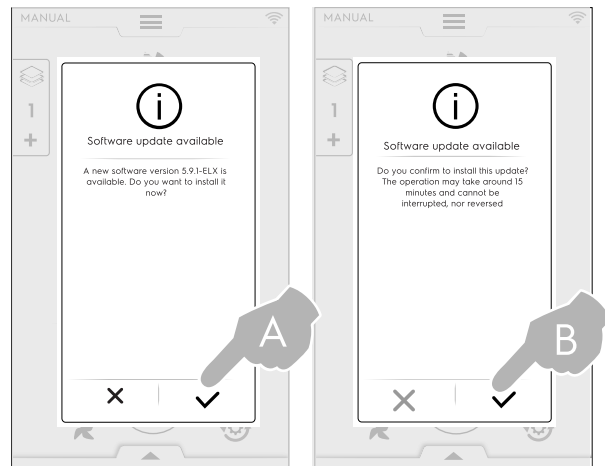 MANUAL
1
+
Software update available
A new software version 5.9.1-ELX is
available. Do you want to install it
now?
A
MANUAL
1
+
Software update available
Do you confirm to install this update?
The operation may take around 15
minutes and cannot be
interrupted, nor reversed
B